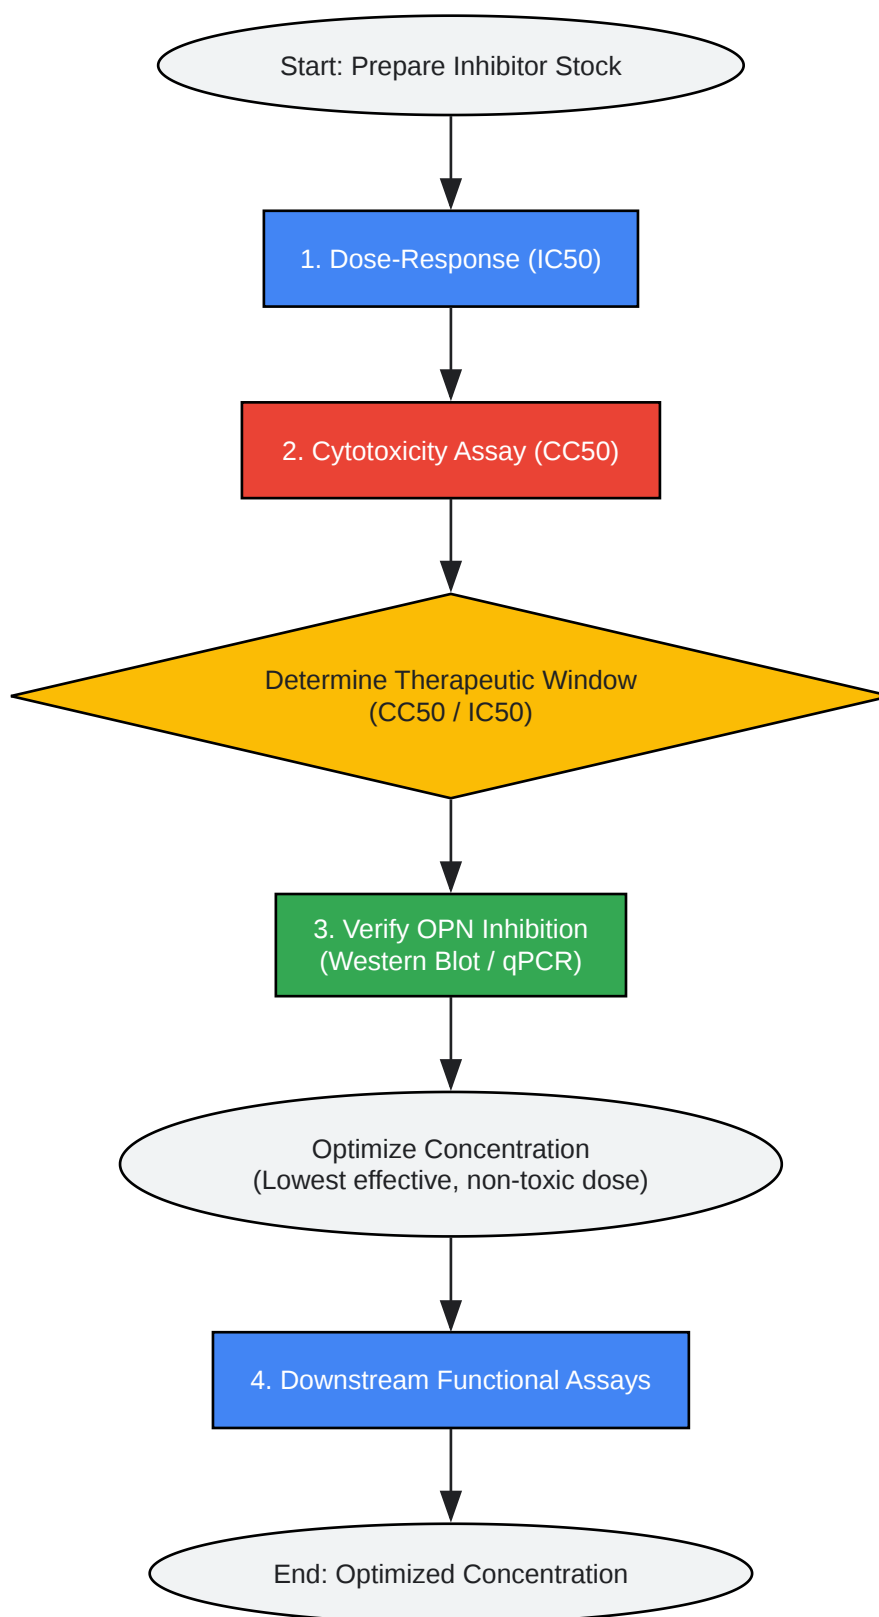 Start: Prepare Inhibitor Stock
1. Dose-Response (IC50)
2. Cytotoxicity Assay (CC50)
Determine Therapeutic Window
(CC50 / IC50)
3. Verify OPN Inhibition
(Western Blot / qPCR)
Optimize Concentration
(Lowest effective, non-toxic dose)
4. Downstream Functional Assays
End: Optimized Concentration